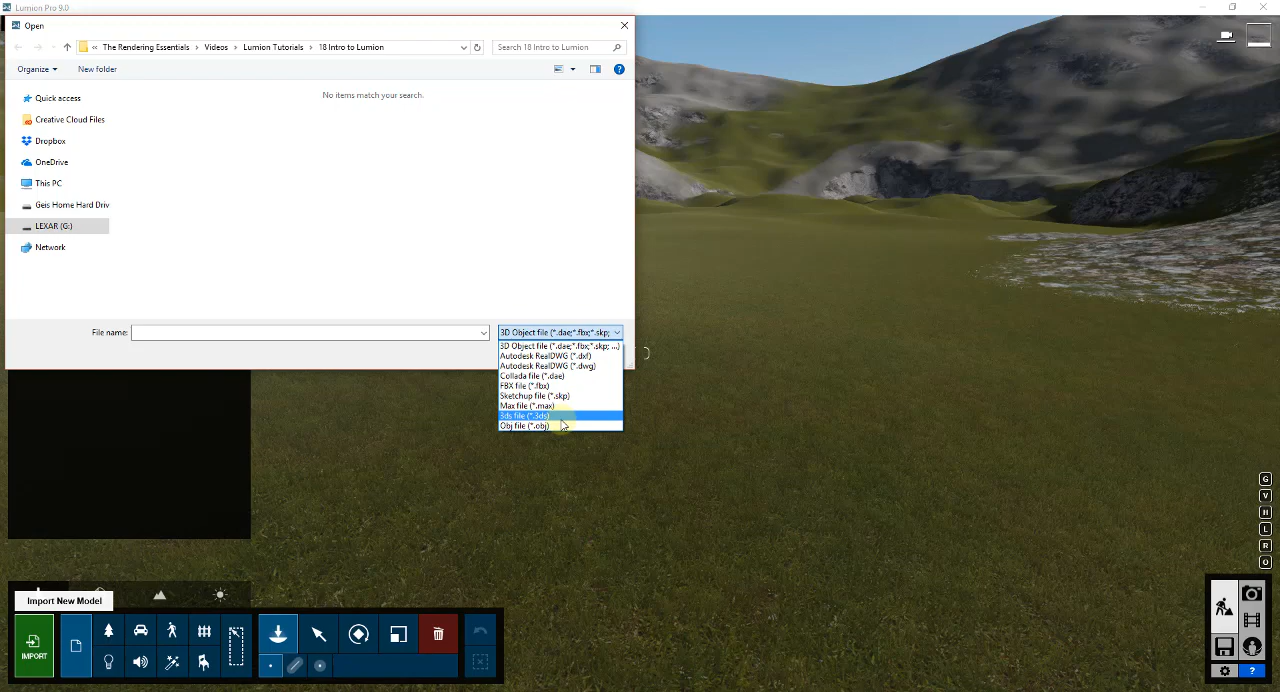 Lumion Pro 9.0
Open
« The Rendering Essentials > Videos > Lumion Tutorials > 18 Intro to Lumion
Search 18 Intro to Lumion
Organize
New folder
?
No items match your search.
Quick access
Creative Cloud Files
Dropbox
OneDrive
This PC
Geis Home Hard Driv
LEXAR (G:)
Network
File name:
3D Object file (*.dae;*.fbx;*.skp;
3D Object file (*.dae;*.fbx;*.skp; ...)
Autodesk RealDWG (*.dxf)
Autodesk RealDWG (*.dwg)
Collada file (*.dae)
FBX file (*.fbx)
Sketchup file (*.skp)
Max file (*.max)
3ds file (*.3ds)
Obj file (*.obj)
G
V
H
L
R
O
Import New Model
IMPORT
?